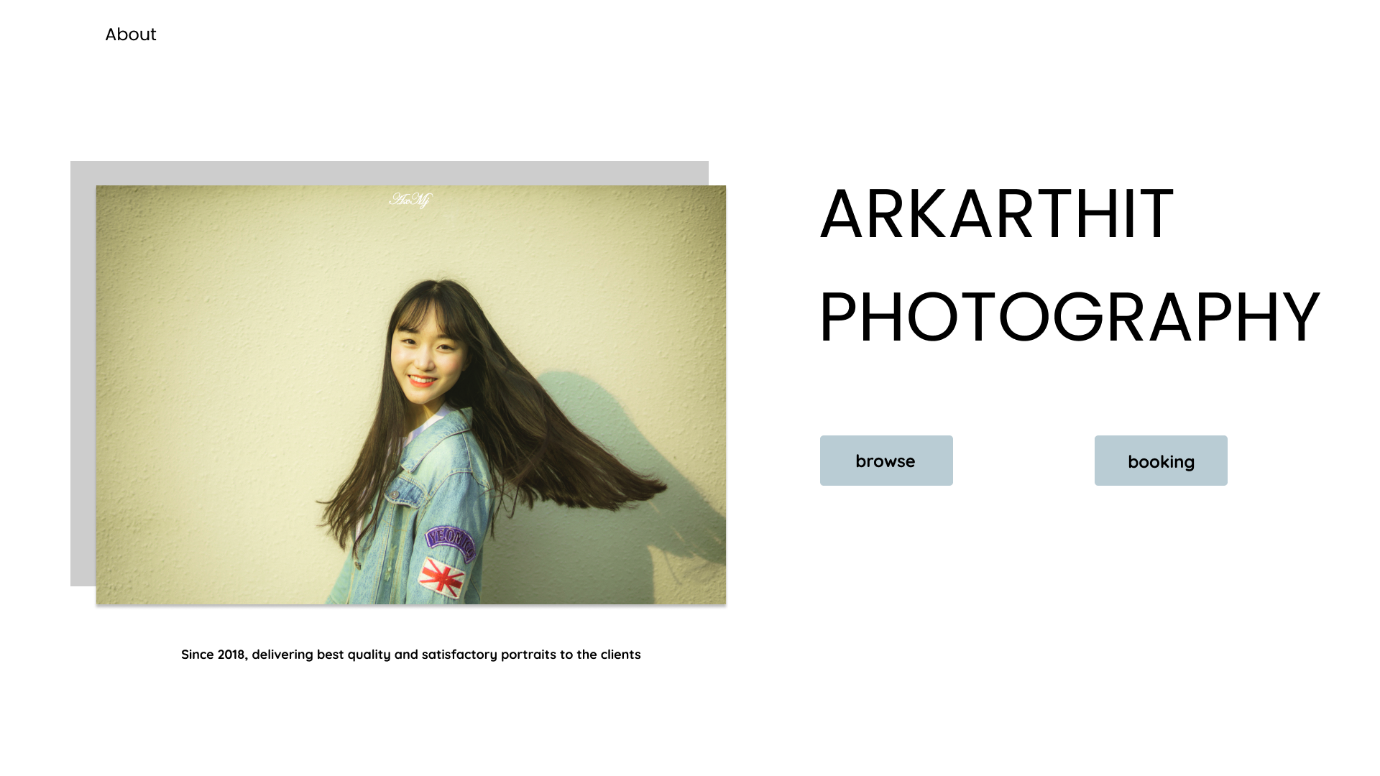 About
ARKARTHIT
PHOTOGRAPHY
browse
booking
Since 2018, delivering best quality and satisfactory portraits to the clients